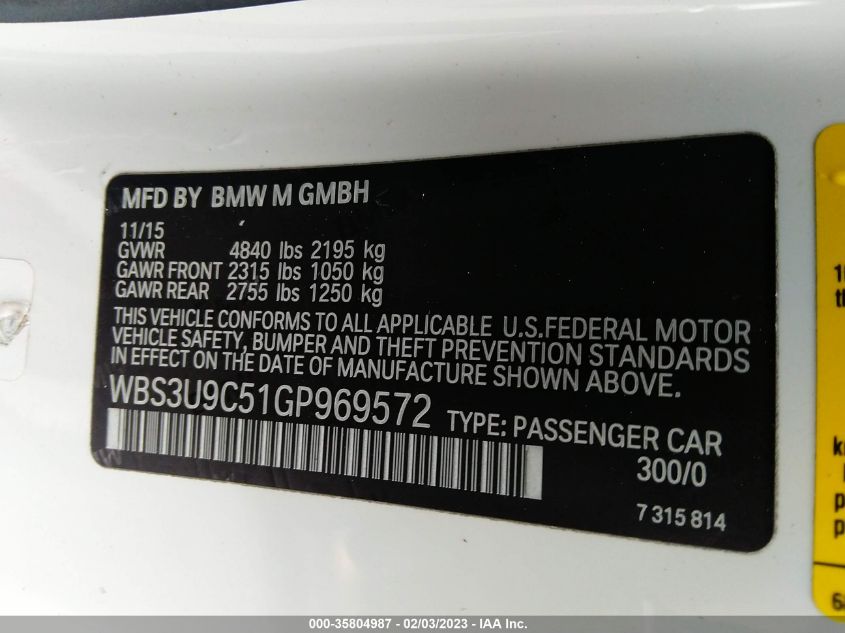 MFD BY BMW M GMBH
11/15
GVWR 4840 lbs 2195 kg
GAWR FRONT 2315 lbs 1050 kg
GAWR REAR 2755 lbs 1250 kg
THIS VEHICLE CONFORMS TO ALL APPLICABLE U.S.FEDERAL MOTOR
VEHICLE SAFETY, BUMPER AND THEFT PREVENTION STANDARDS
IN EFFECT ON THE DATE OF MANUFACTURE SHOWN ABOVE.
WBS3U9C51GP969572 TYPE: PASSENGER CAR
300/0
7 315 814
000-35804987 - 02/03/2023 - IAA Inc.